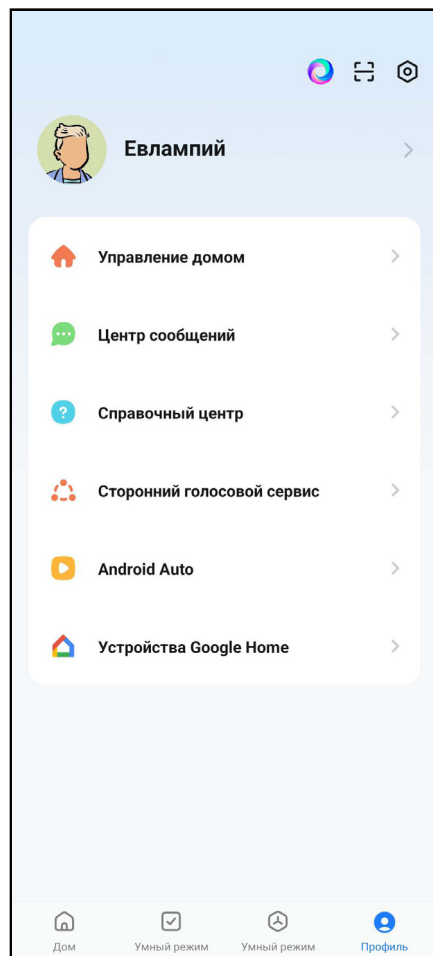 Евлампий
Управление домом
Центр сообщений
Справочный центр
Сторонний голосовой сервис
Android Auto
Устройства Google Home
Дом
Умный режим
Умный режим
Профиль